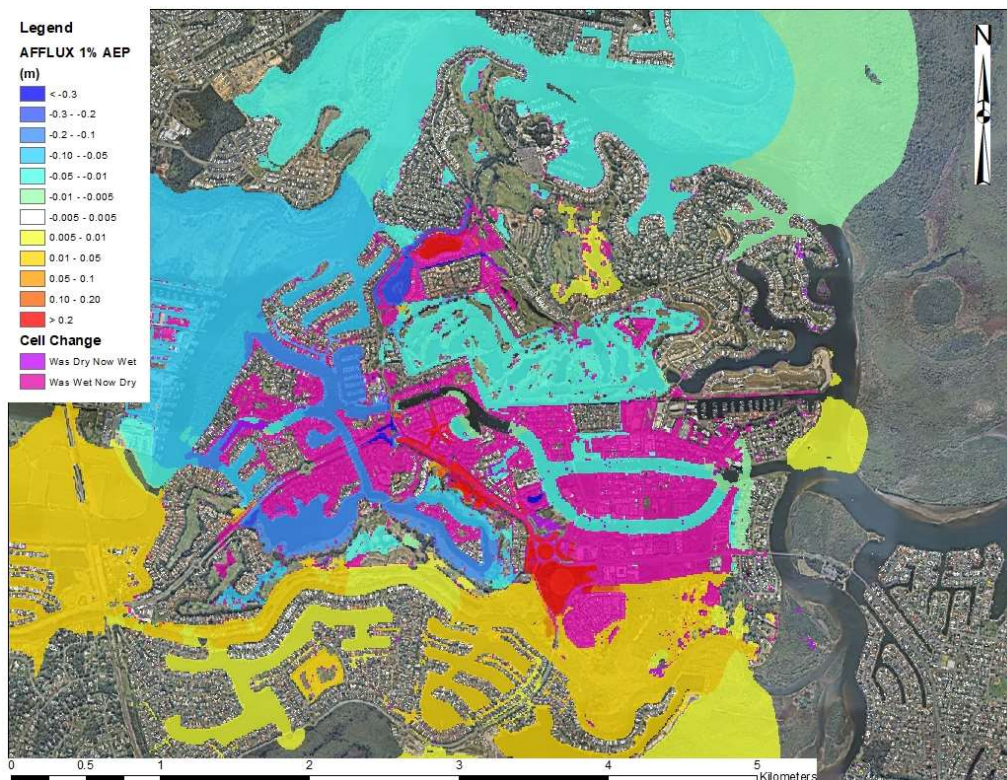 Legend
AFFLUX 1% AEP
(m)
< -0.3
-0.3 - -0.2
-0.2 - -0.1
-0.10 - -0.05
-0.05 - -0.01
-0.01 - -0.005
-0.005 - 0.005
0.005 - 0.01
0.01 - 0.05
0.05 - 0.1
0.10 - 0.20
> 0.2
Cell Change
Was Dry Now Wet
Was Wet Now Dry
N
0 0.5 1 2 3 4 5
Kilometers